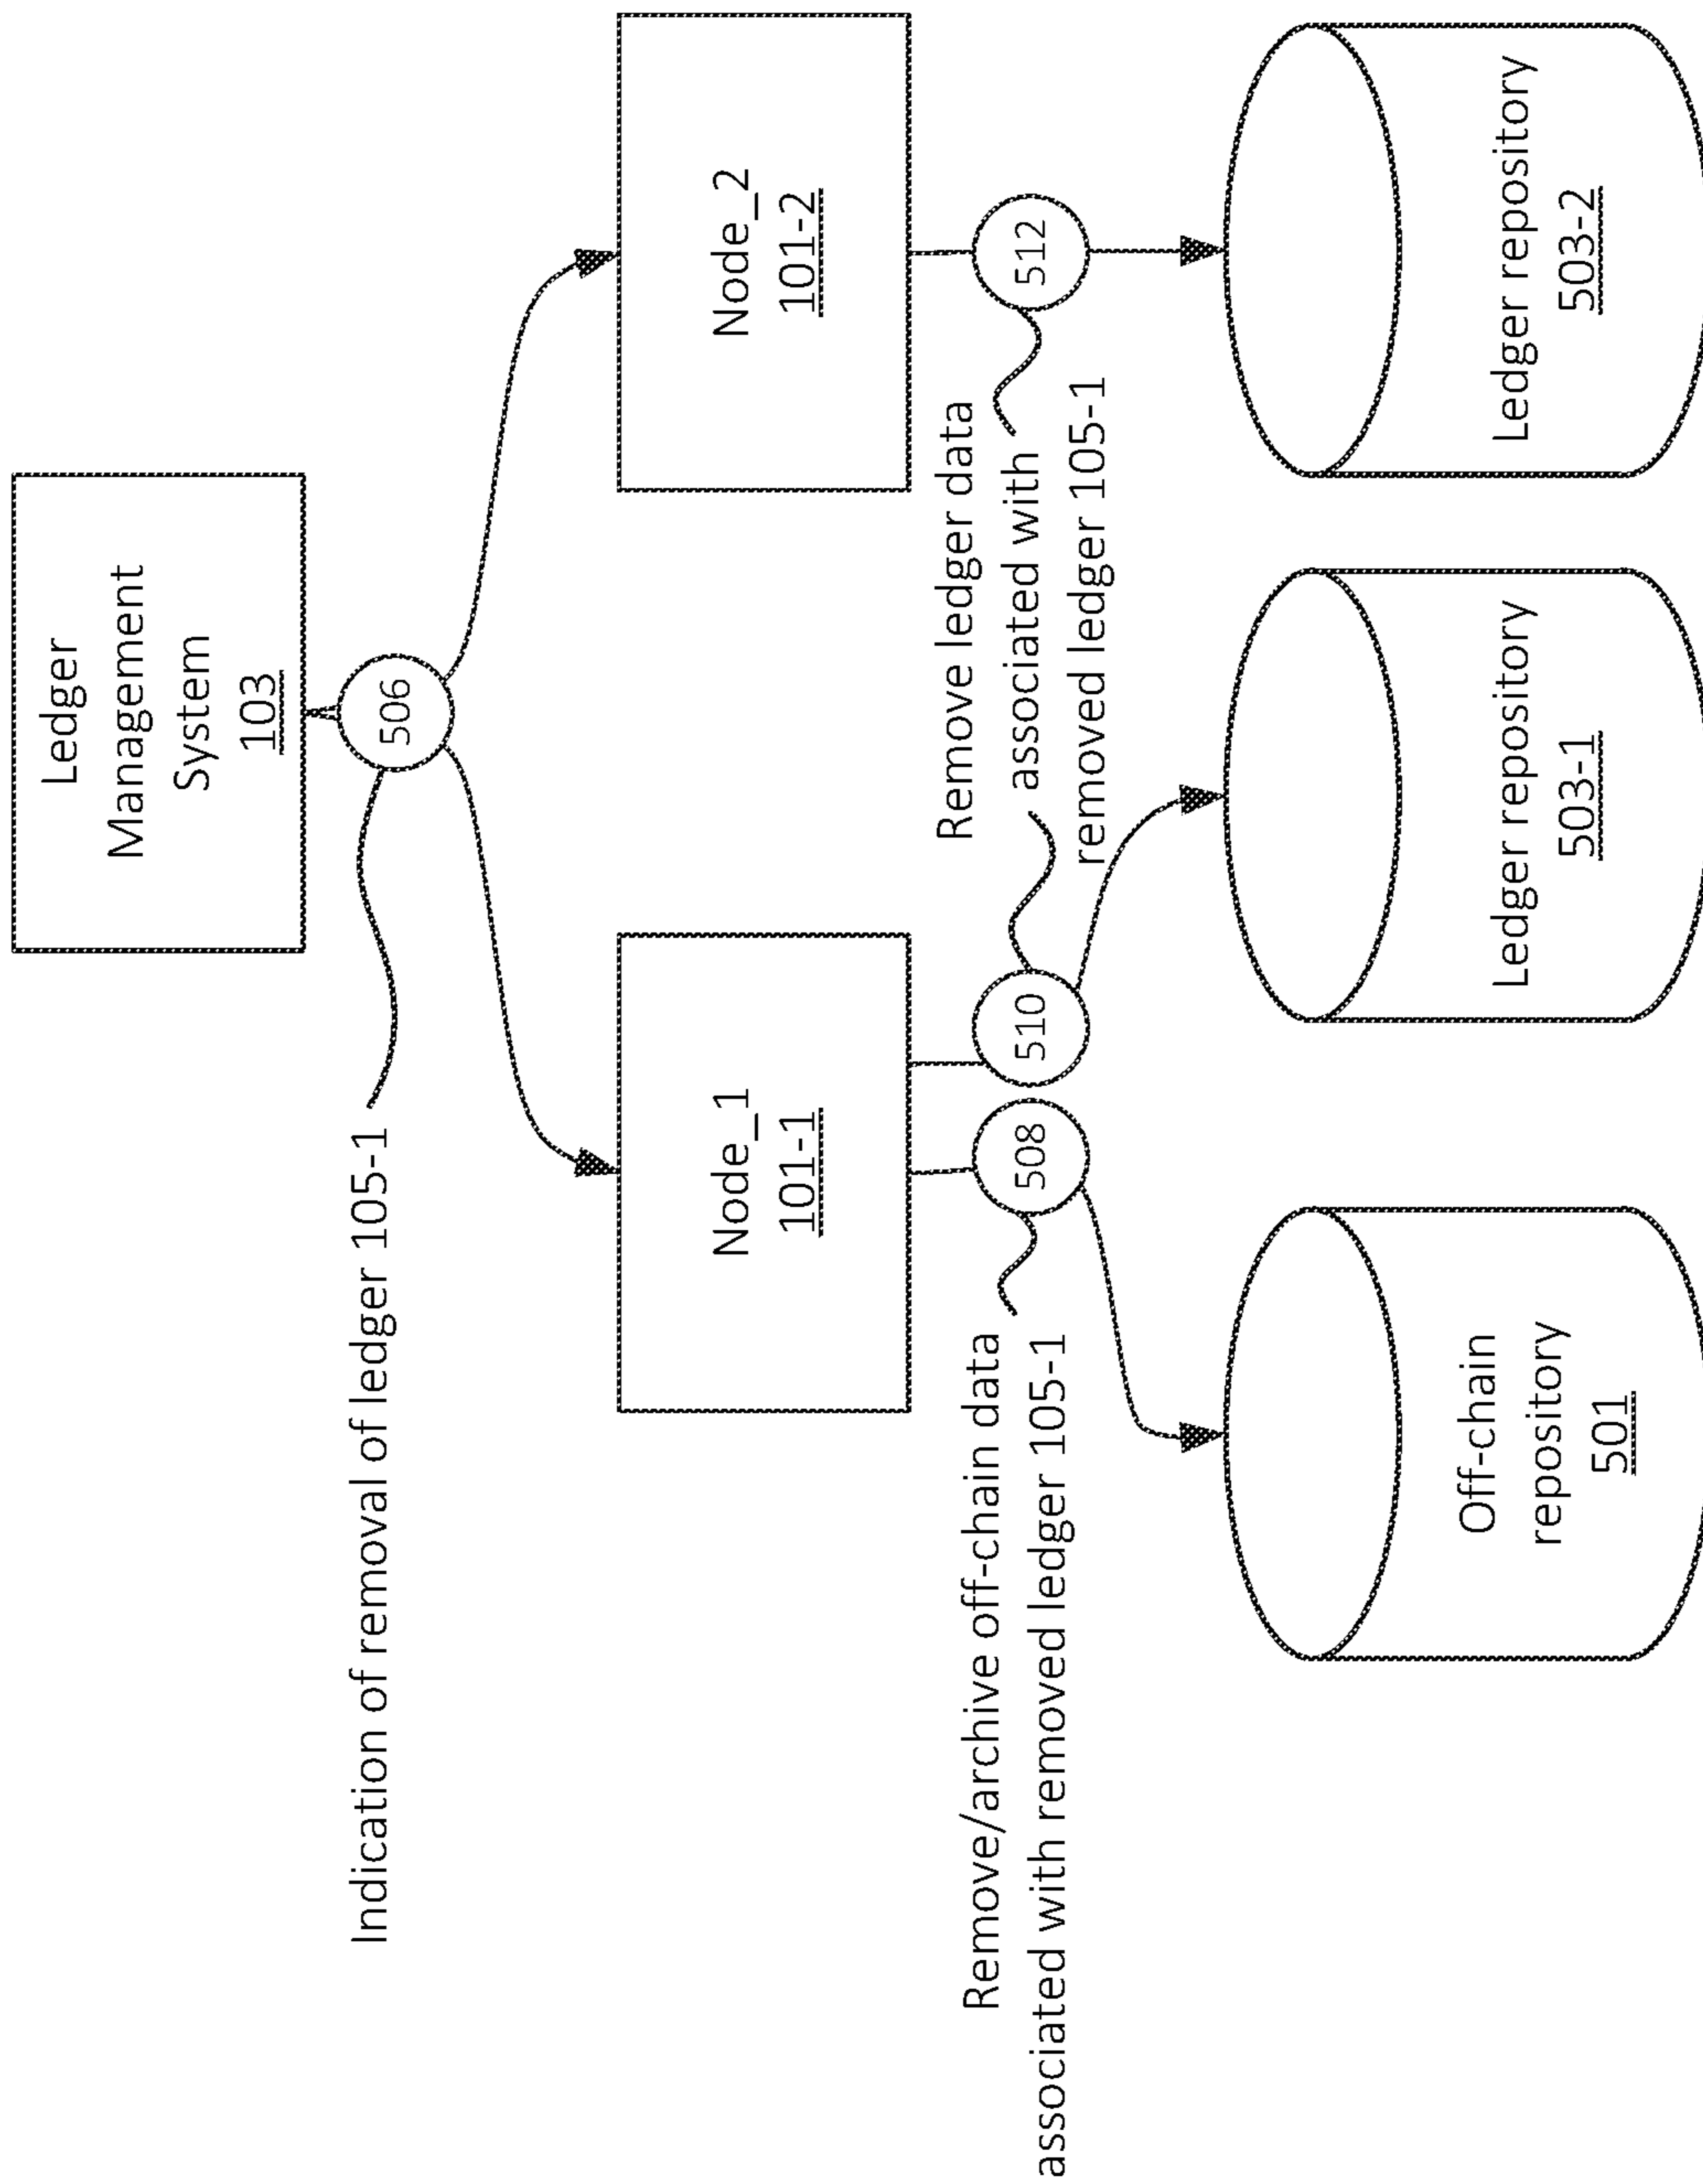 Ledger
Management
System
103
506
Indication of removal of ledger 105-1
Node_1
101-1
Node_2
101-2
508
510
512
Remove/archive off-chain data
associated with removed ledger 105-1
Remove ledger data
associated with
removed ledger 105-1
Off-chain
repository
501
Ledger repository
503-1
Ledger repository
503-2